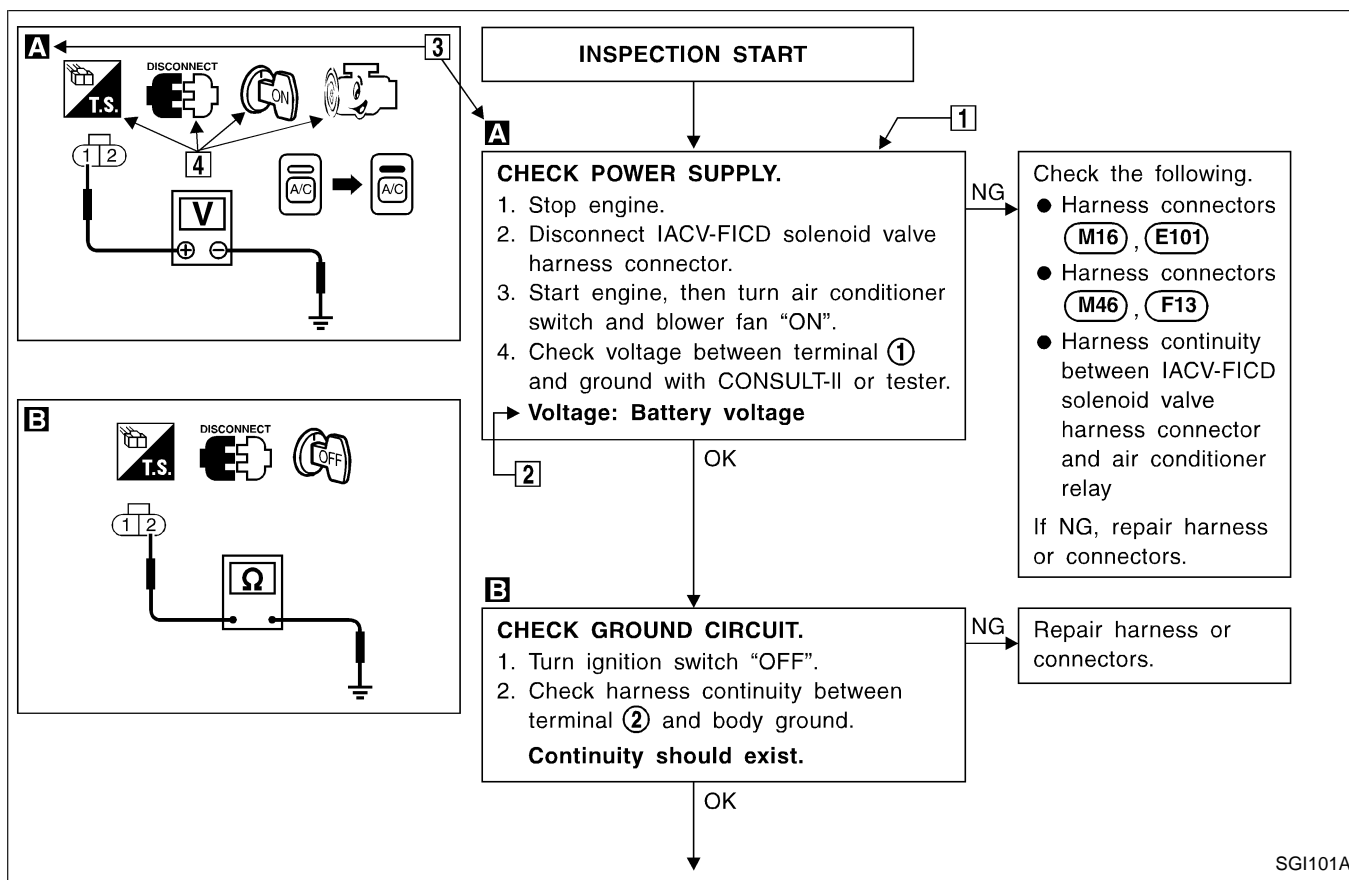 A
3
DISCONNECT
ON
T.S.
1 2
4
A/C
A/C
V
+ −
B
DISCONNECT
OFF
T.S.
1 2
Ω
INSPECTION START
A
1
CHECK POWER SUPPLY.
1. Stop engine.
2. Disconnect IACV-FICD solenoid valve
harness connector.
3. Start engine, then turn air conditioner
switch and blower fan “ON”.
4. Check voltage between terminal ①
and ground with CONSULT-II or tester.
Voltage: Battery voltage
2
OK
NG
Check the following.
● Harness connectors
M16 , E101
● Harness connectors
M46 , F13
● Harness continuity
between IACV-FICD
solenoid valve
harness connector
and air conditioner
relay
If NG, repair harness
or connectors.
B
CHECK GROUND CIRCUIT.
1. Turn ignition switch “OFF”.
2. Check harness continuity between
terminal ② and body ground.
Continuity should exist.
OK
NG
Repair harness or
connectors.
SGI101A